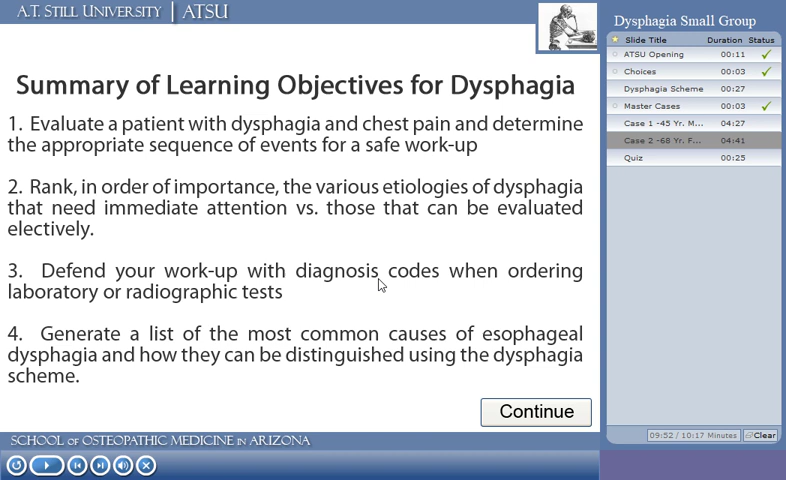 A.T. STILL UNIVERSITY | ATSU
Summary of Learning Objectives for Dysphagia
1. Evaluate a patient with dysphagia and chest pain and determine
the appropriate sequence of events for a safe work-up
2. Rank, in order of importance, the various etiologies of dysphagia
that need immediate attention vs. those that can be evaluated
electively.
3. Defend your work-up with diagnosis codes when ordering
laboratory or radiographic tests
4. Generate a list of the most common causes of esophageal
dysphagia and how they can be distinguished using the dysphagia
scheme.
Continue
SCHOOL OF OSTEOPATHIC MEDICINE IN ARIZONA
Dysphagia Small Group
Slide Title Duration Status
ATSU Opening 00:11
Choices 00:03
Dysphagia Scheme 00:27
Master Cases 00:03
Case 1 -45 Yr. M... 04:27
Case 2 -68 Yr. F... 04:41
Quiz 00:25
09:52 / 10:17 Minutes Clear